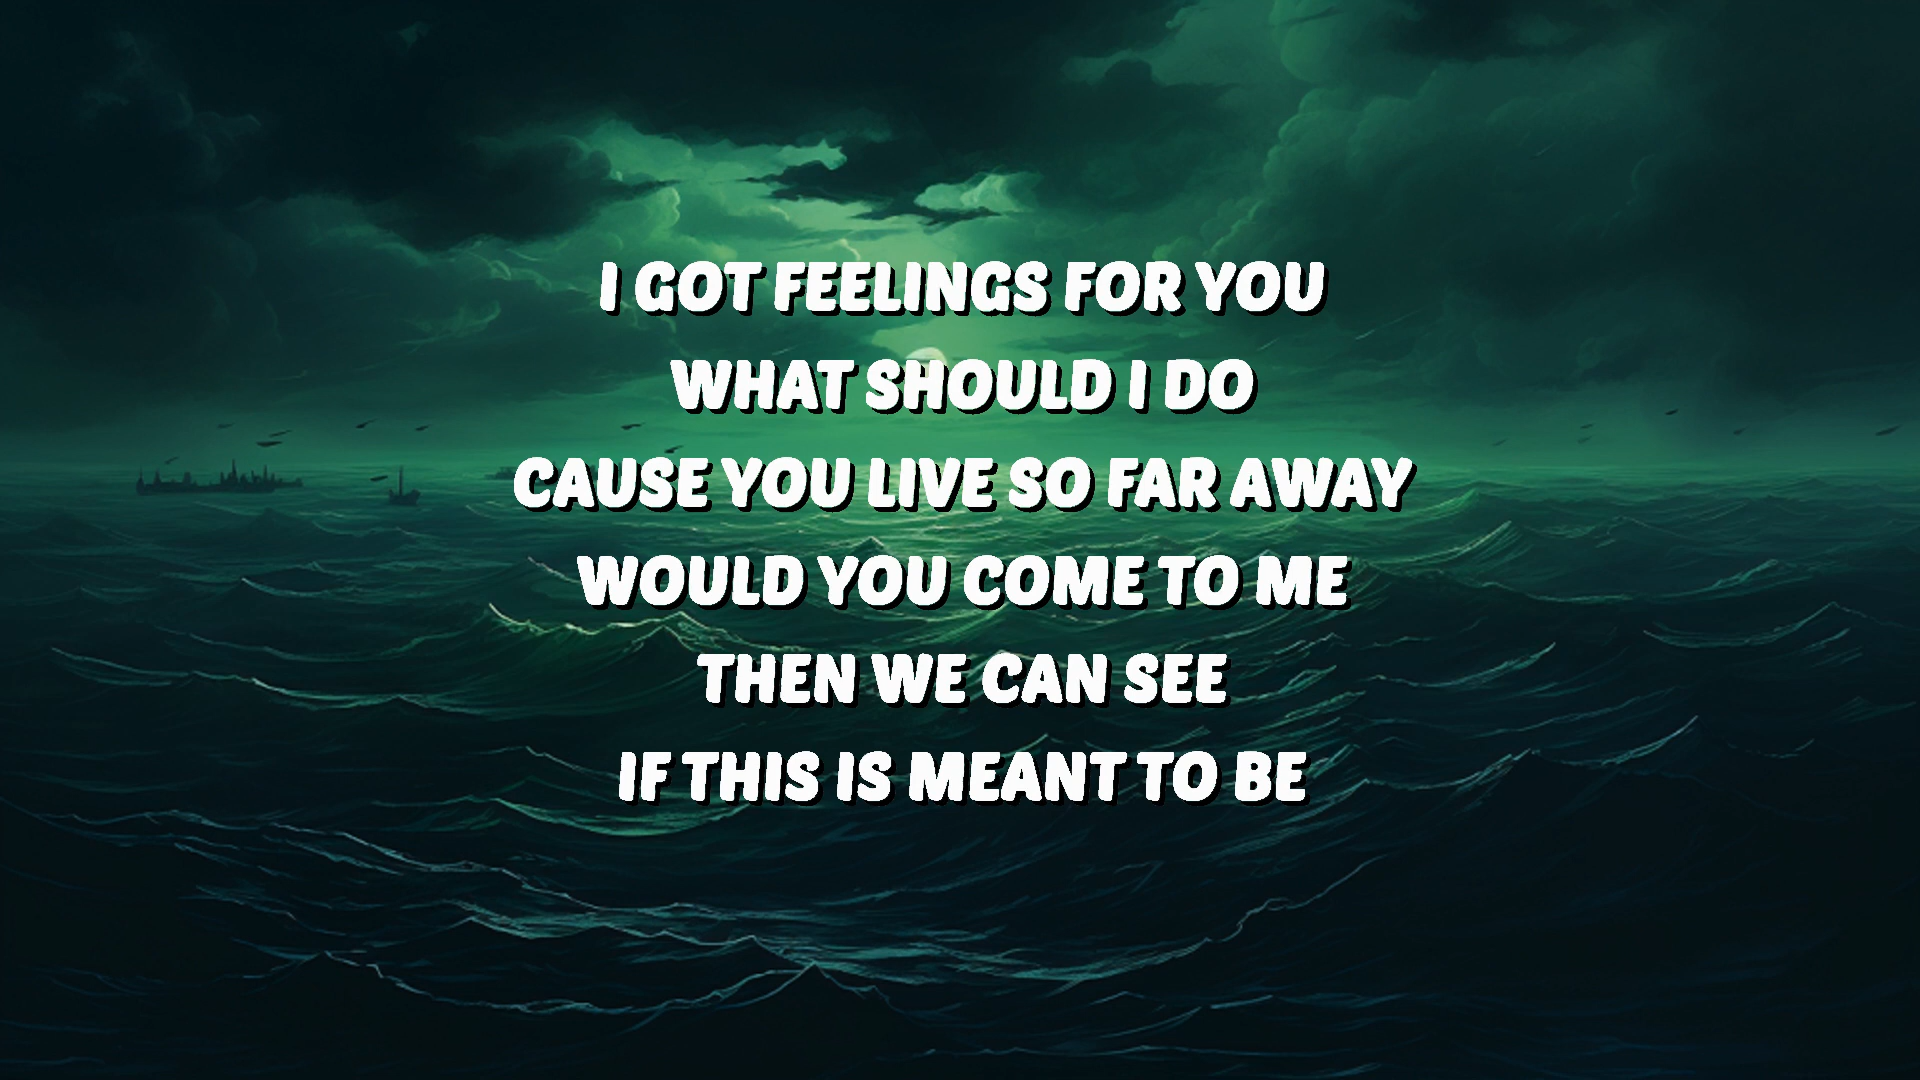 I GOT FEELINGS FOR YOU
WHAT SHOULD I DO
CAUSE YOU LIVE SO FAR AWAY
WOULD YOU COME TO ME
THEN WE CAN SEE
IF THIS IS MEANT TO BE